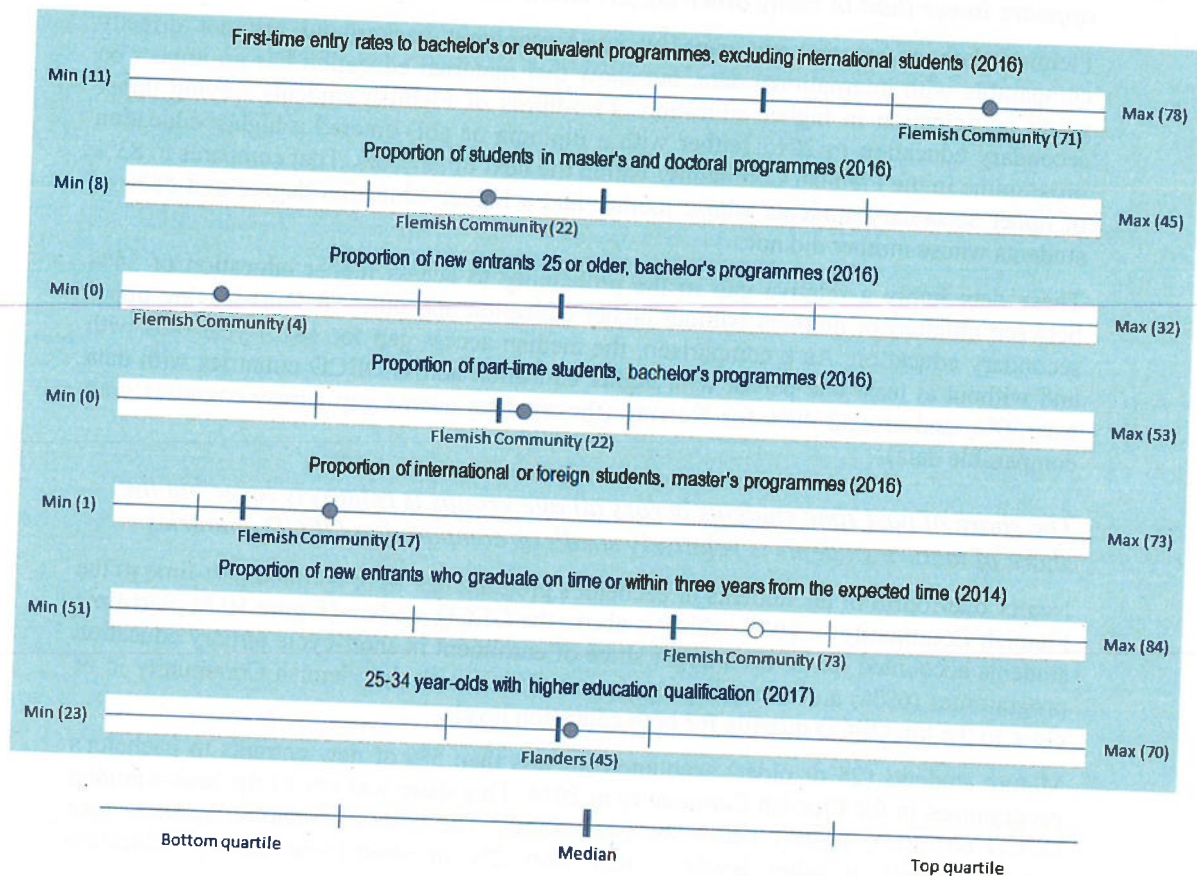 First-time entry rates to bachelor's or equivalent programmes, excluding international students (2016)
Min (11)
Max (78)
Flemish Community (71)
Proportion of students in master's and doctoral programmes (2016)
Min (8)
Max (45)
Flemish Community (22)
Proportion of new entrants 25 or older, bachelor's programmes (2016)
Min (0)
Max (32)
Flemish Community (4)
Proportion of part-time students, bachelor's programmes (2016)
Min (0)
Max (53)
Flemish Community (22)
Proportion of international or foreign students, master's programmes (2016)
Min (1)
Max (73)
Flemish Community (17)
Proportion of new entrants who graduate on time or within three years from the expected time (2014)
Min (51)
Max (84)
Flemish Community (73)
25-34 year-olds with higher education qualification (2017)
Min (23)
Max (70)
Flanders (45)
Bottom quartile
Median
Top quartile